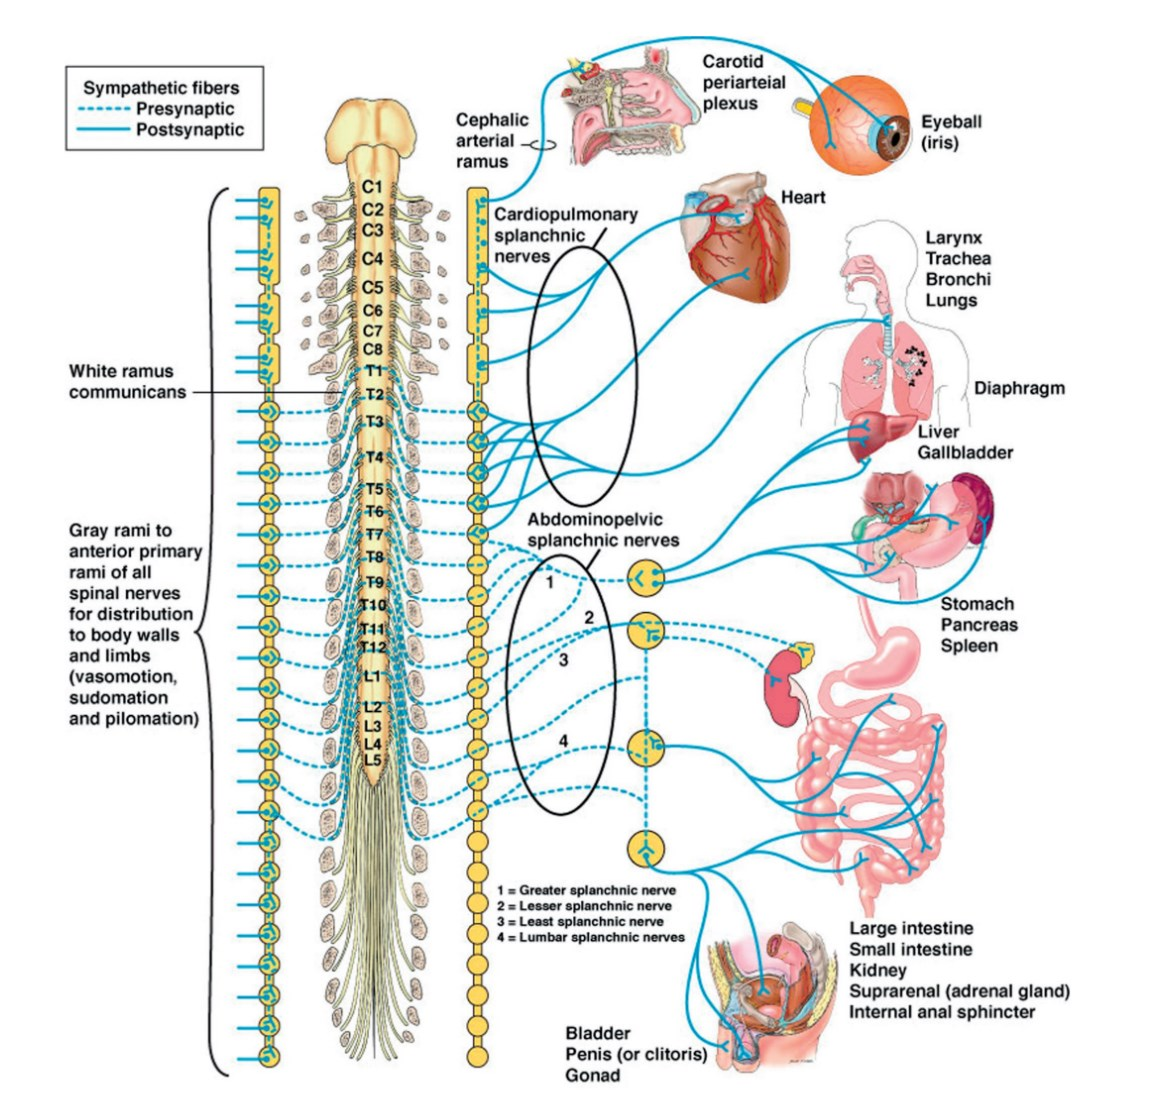 Sympathetic fibers
Presynaptic
Postsynaptic
Cephalic
arterial
ramus
Carotid
periarteial
plexus
Eyeball
(iris)
Heart
Cardiopulmonary
splanchnic
nerves
Larynx
Trachea
Bronchi
Lungs
Diaphragm
Liver
Gallbladder
C1
C2
C3
C4
C5
C6
C7
C8
T1
T2
T3
T4
T5
T6
T7
T8
T9
T10
T11
T12
L1
L2
L3
L4
L5
White ramus
communicans
Gray rami to
anterior primary
rami of all
spinal nerves
for distribution
to body walls
and limbs
(vasomotion,
sudomation
and pilomation)
Abdominopelvic
splanchnic nerves
1
2
3
4
Stomach
Pancreas
Spleen
1 = Greater splanchnic nerve
2 = Lesser splanchnic nerve
3 = Least splanchnic nerve
4 = Lumbar splanchnic nerves
Large intestine
Small intestine
Kidney
Suprarenal (adrenal gland)
Internal anal sphincter
Bladder
Penis (or clitoris)
Gonad